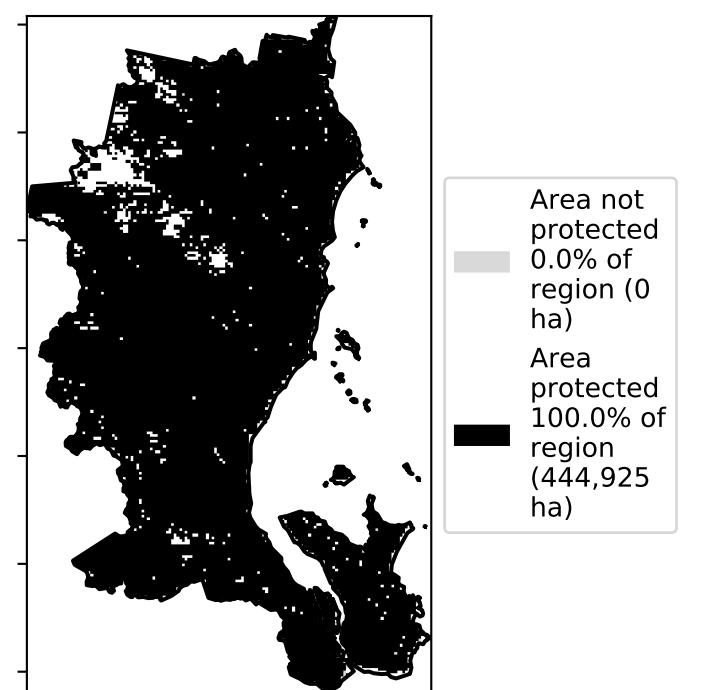 Area not
protected
0.0% of
region (0
ha)
Area
protected
100.0% of
region
(444,925
ha)